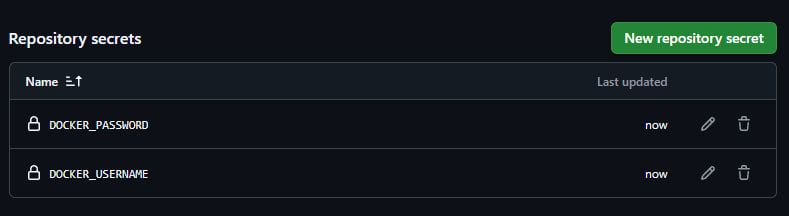 Repository secrets
New repository secret
Name
Last updated
DOCKER_PASSWORD
now
DOCKER_USERNAME
now